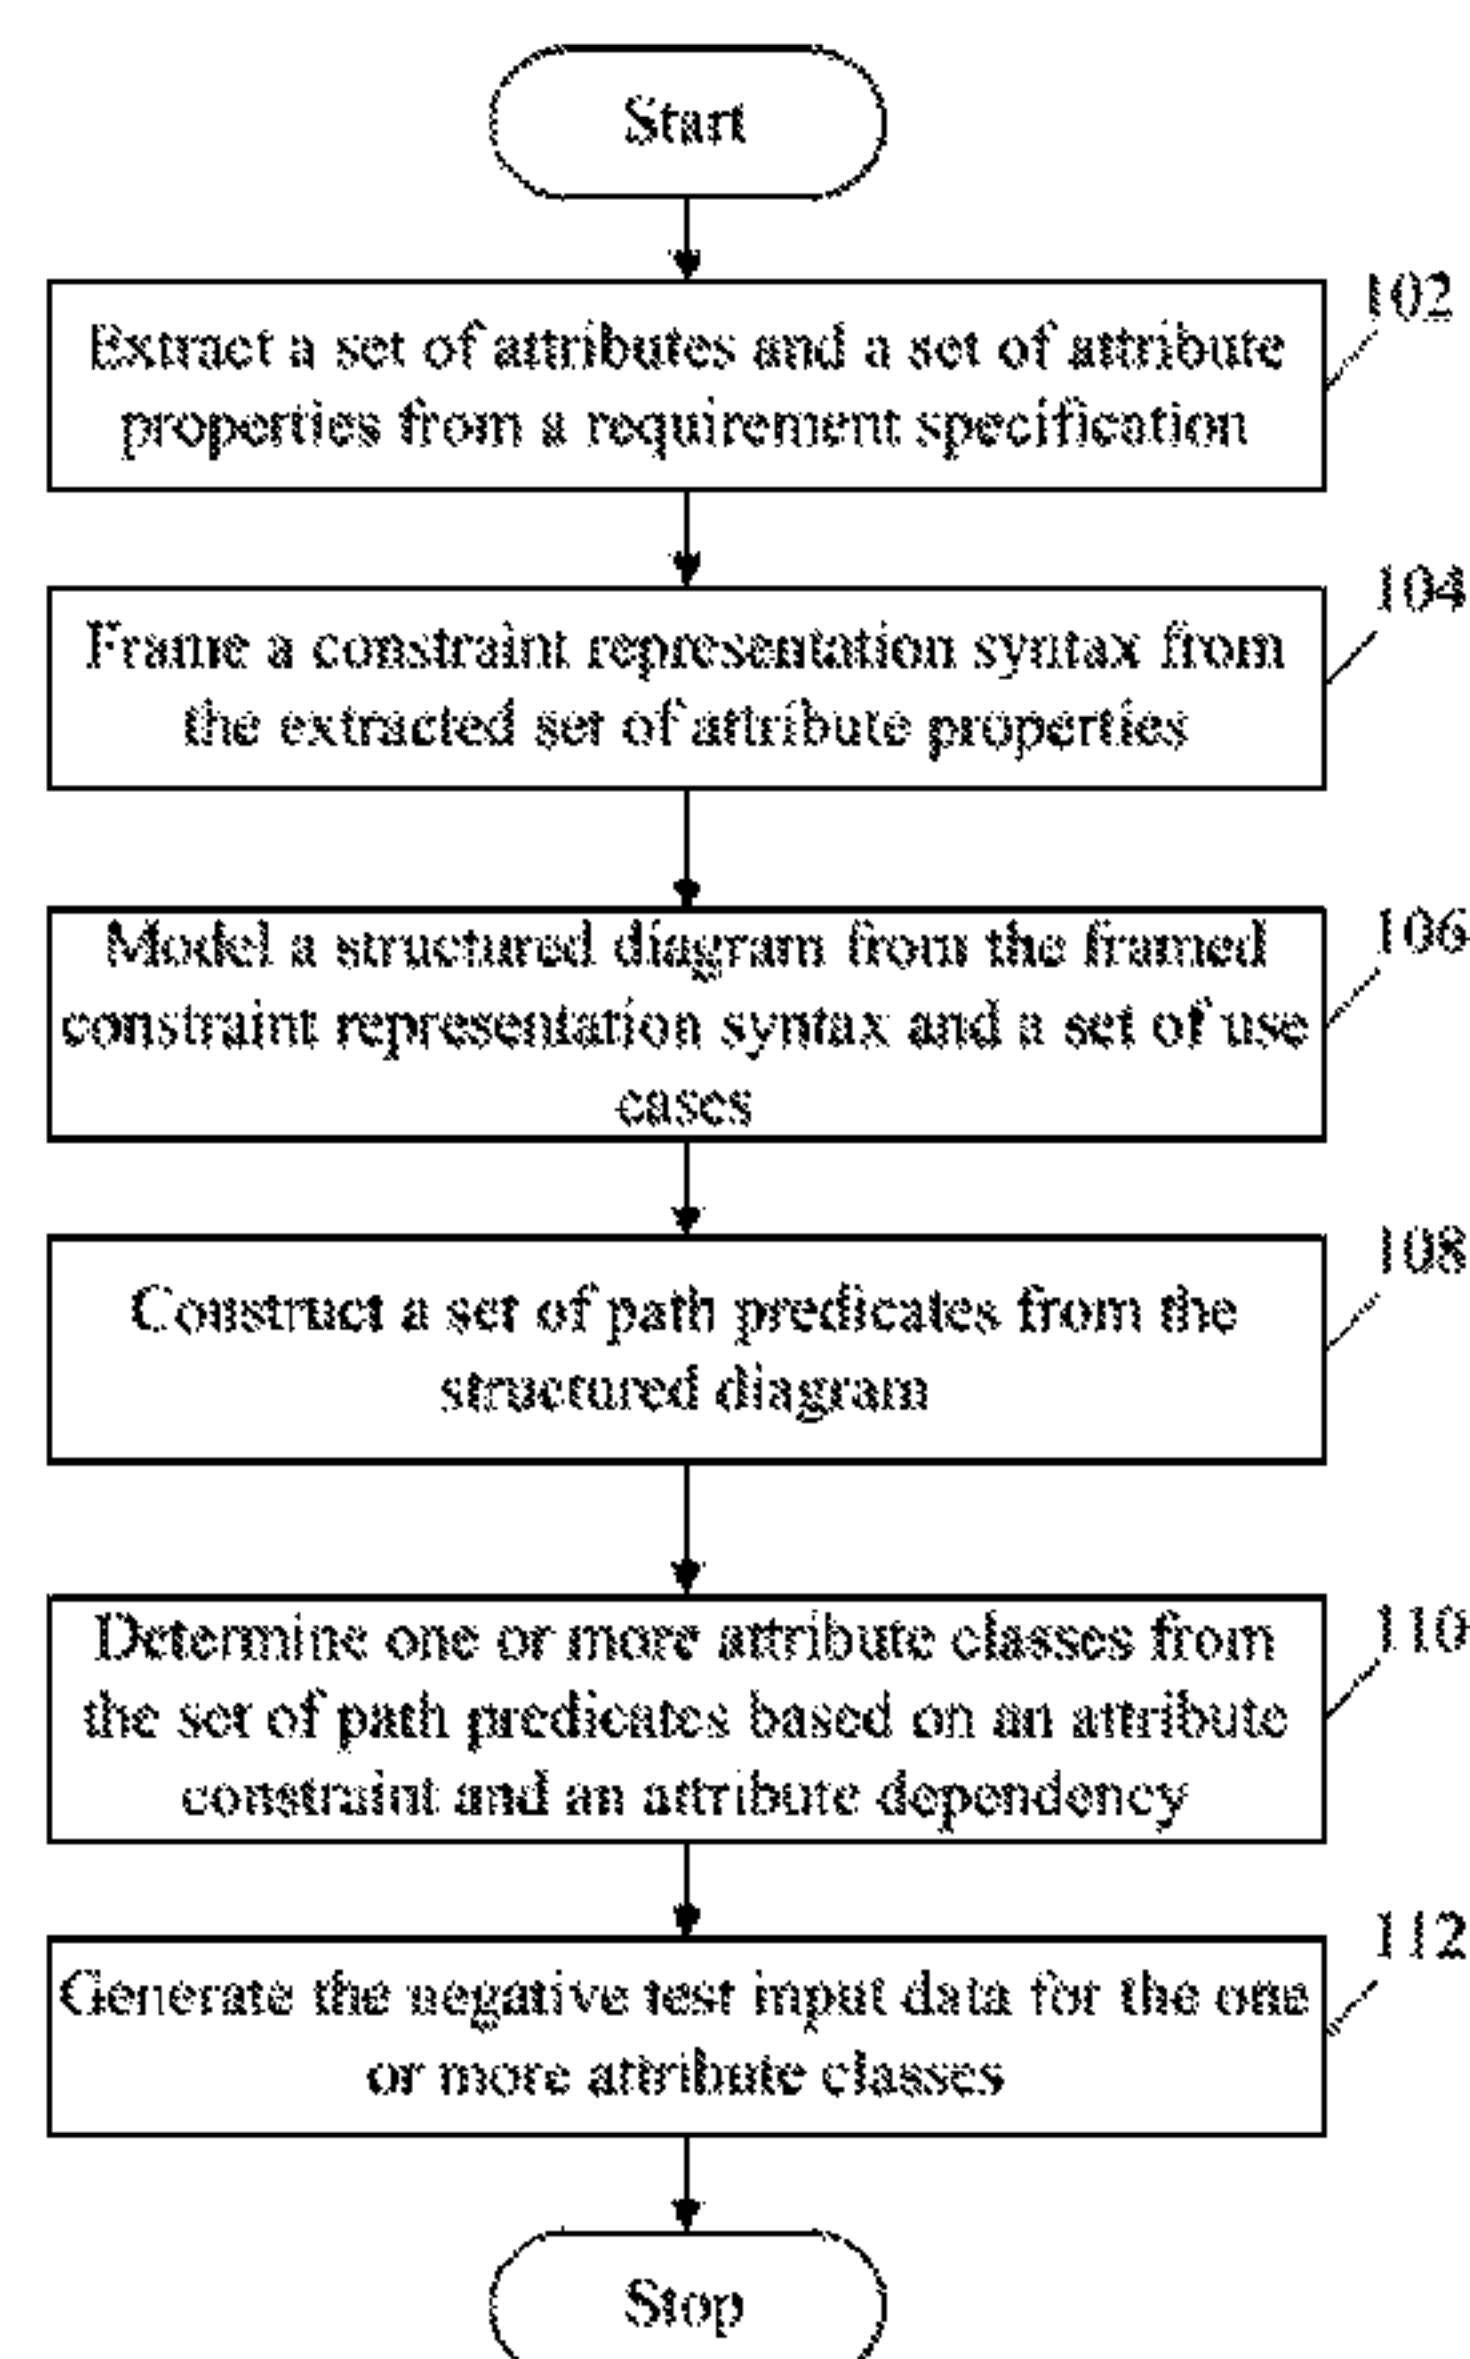 Start
102
Extract a set of attributes and a set of attribute
properties from a requirement specification
104
Frame a constraint representation syntax from
the extracted set of attribute properties
106
Model a structured diagram from the framed
constraint representation syntax and a set of use
cases
108
Construct a set of path predicates from the
structured diagram
110
Determine one or more attribute classes from
the set of path predicates based on an attribute
constraint and an attribute dependency
112
Generate the negative test input data for the one
or more attribute classes
Stop